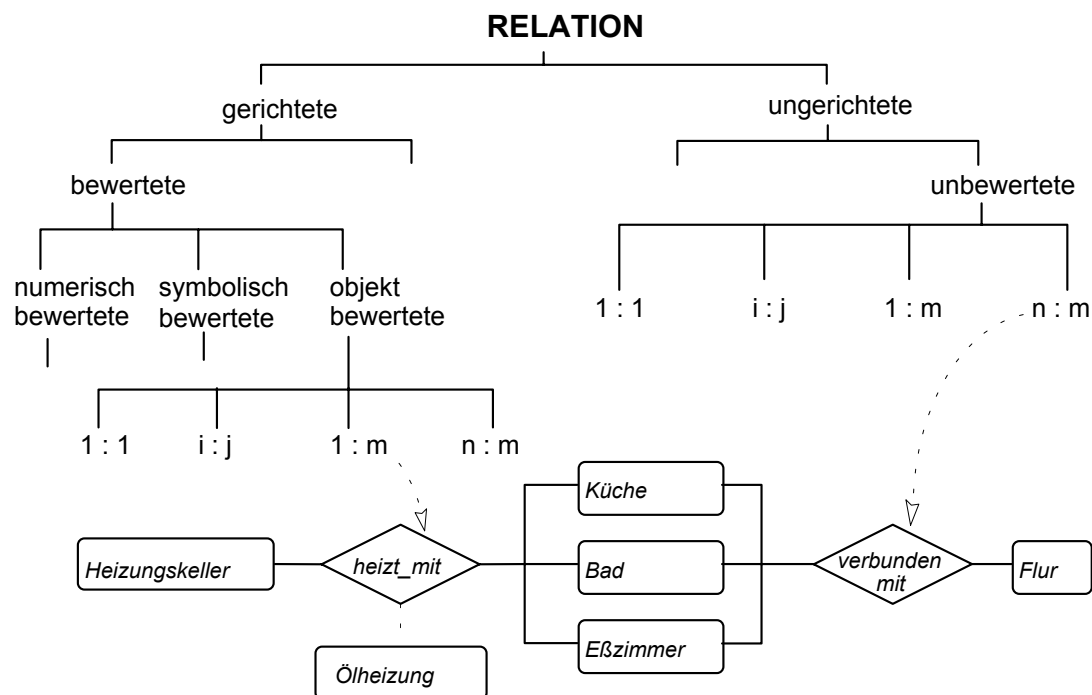 RELATION
gerichtete
ungerichtete
bewertete
unbewertete
numerisch
bewertete
symbolisch
bewertete
objekt
bewertete
1 : 1
i : j
1 : m
n : m
1 : 1
i : j
1 : m
n : m
Küche
Heizungskeller
heizt_mit
Bad
verbunden
mit
Flur
Eßzimmer
Ölheizung